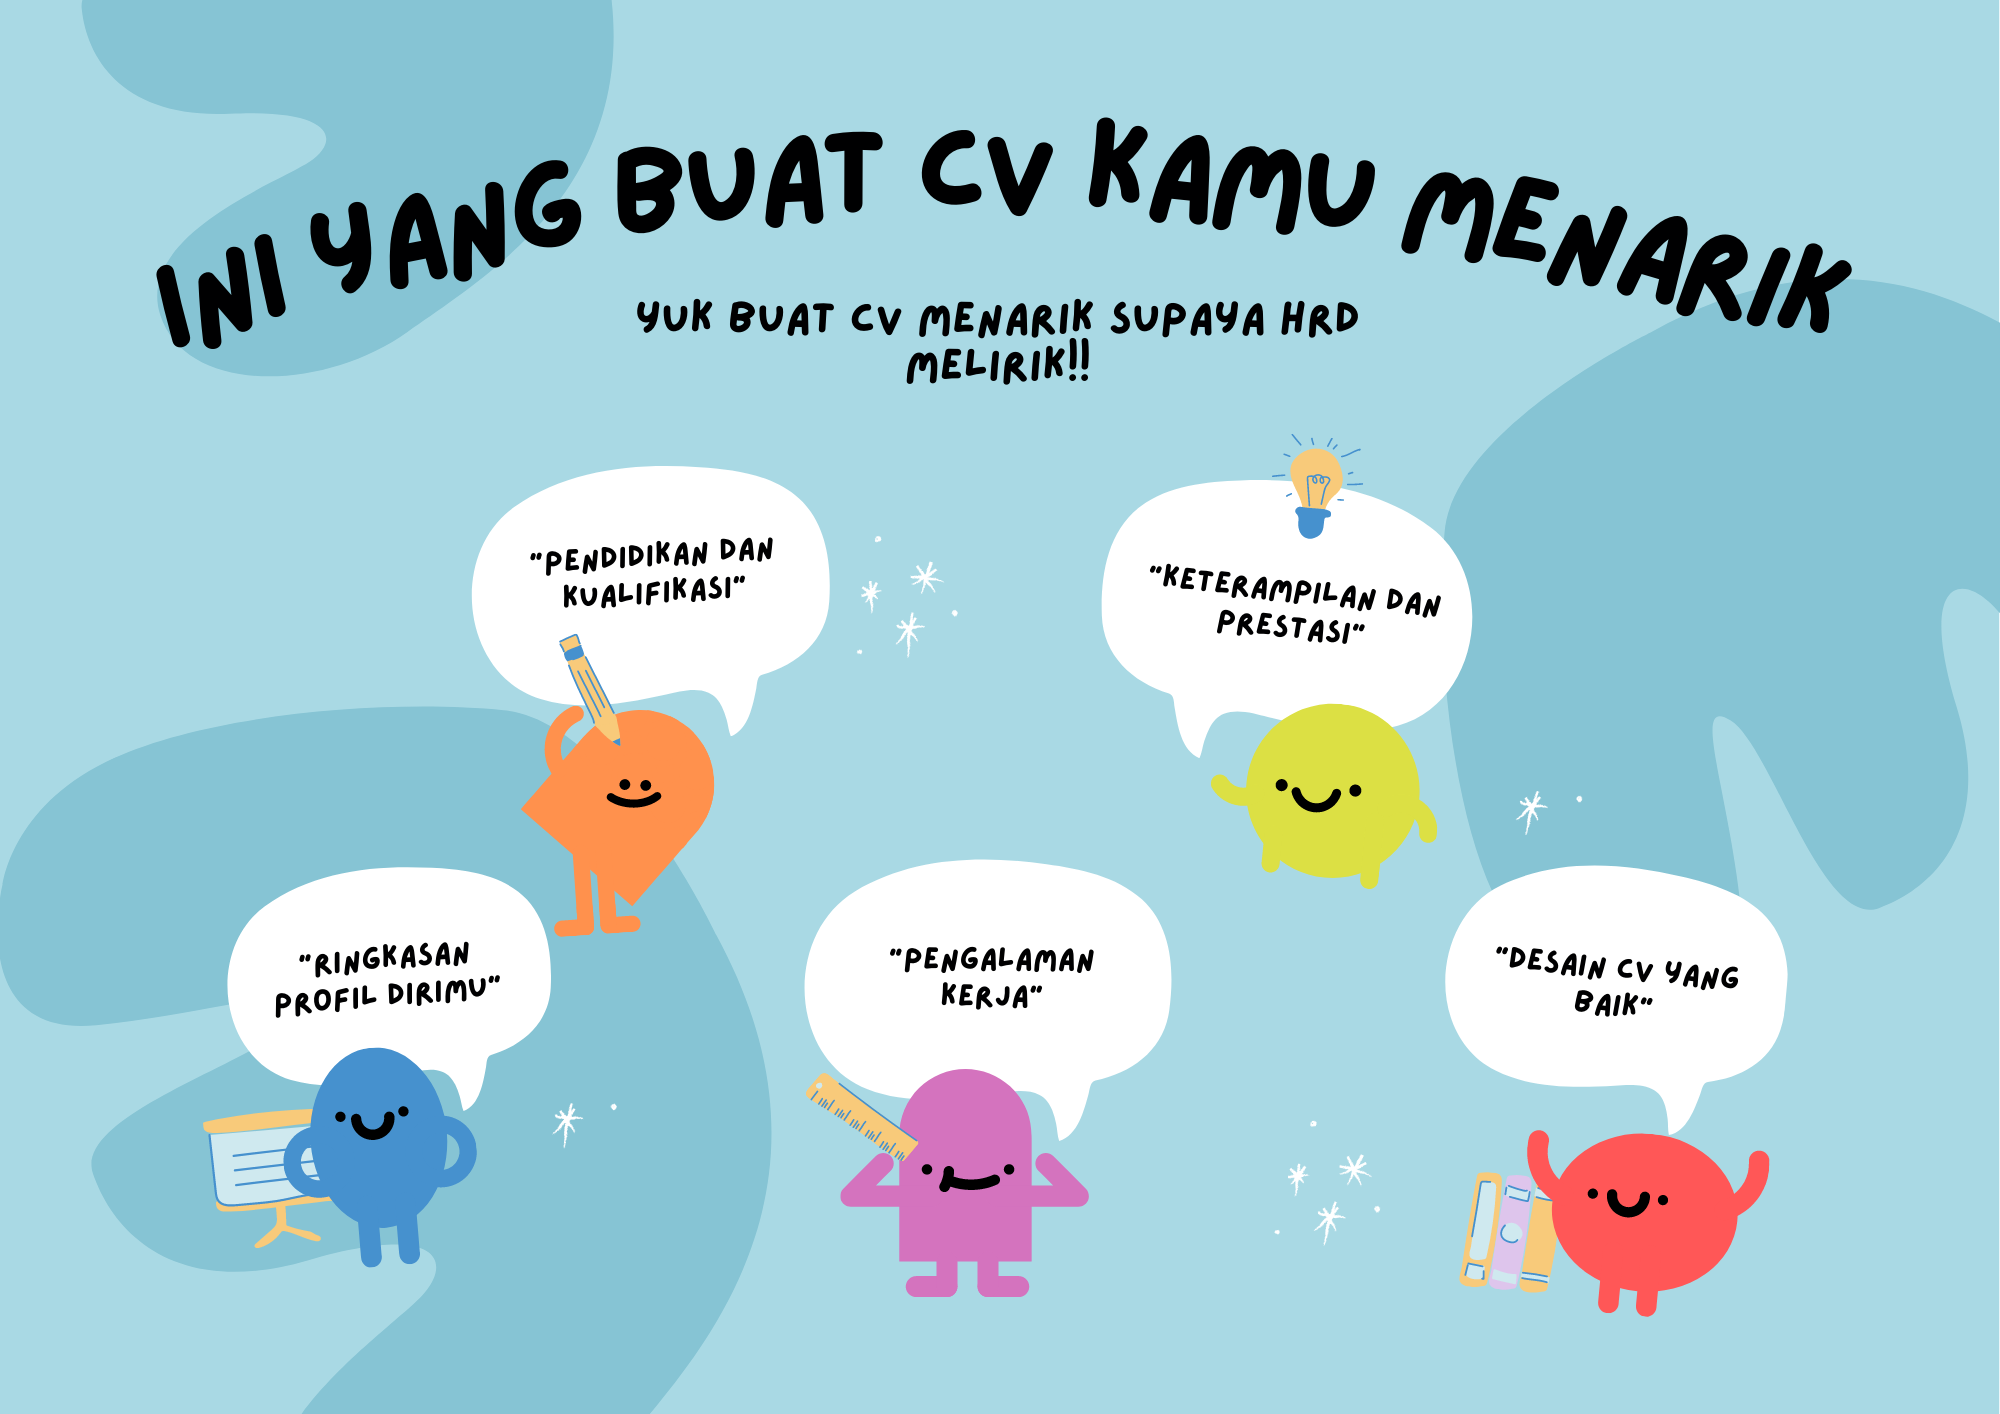 INI YANG BUAT CV KAMU MENARIK
YUK BUAT CV MENARIK SUPAYA HRD
MELIRIK!!
"PENDIDIKAN DAN
KUALIFIKASI"
"KETERAMPILAN DAN
PRESTASI"
"RINGKASAN
PROFIL DIRIMU"
"PENGALAMAN
KERJA"
"DESAIN CV YANG
BAIK"